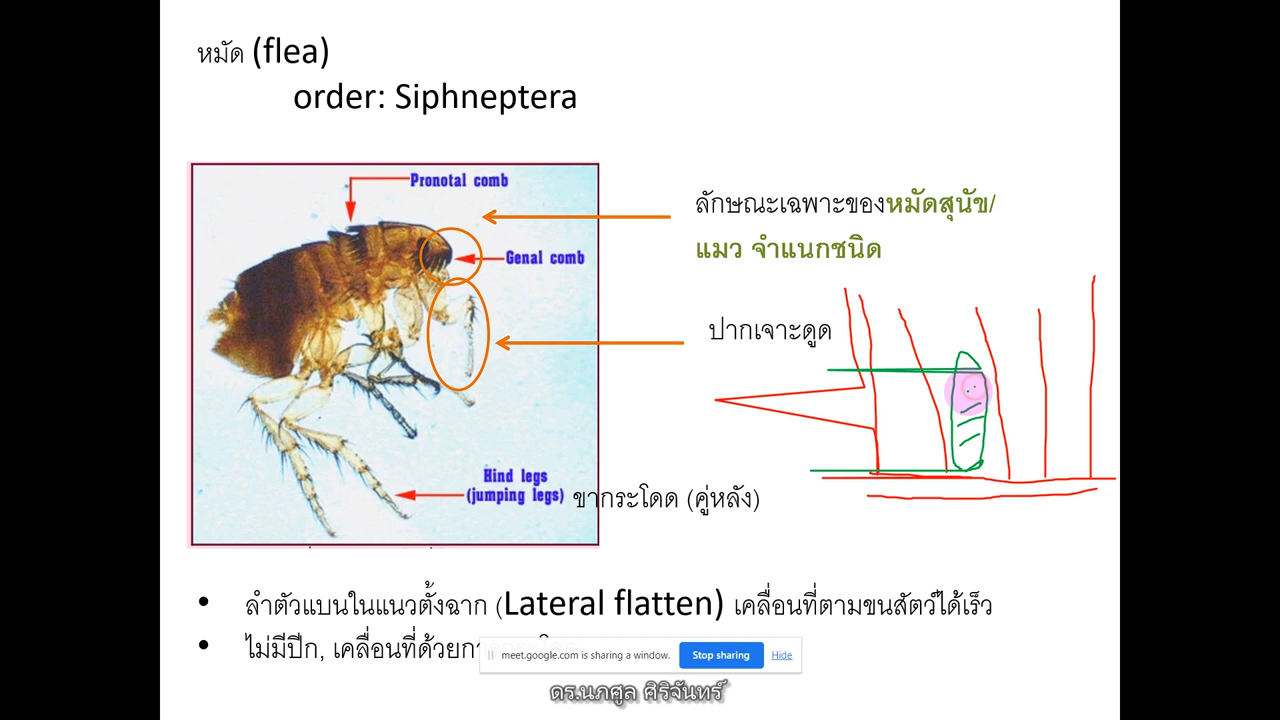 หมัด (flea)
order: Siphneptera
Pronotal comb
ลักษณะเฉพาะของหมัดสุนัข/
แมว จำแนกชนิด
Genal comb
ปากเจาะดูด
Hind legs
(jumping legs) ขากระโดด (คู่หลัง)
• ลำตัวแบนในแนวตั้งฉาก (Lateral flatten) เคลื่อนที่ตามขนสัตว์ได้เร็ว
• ไม่มีปีก, เคลื่อนที่ด้วย
meet.google.com is sharing a window. Stop sharing Hide
ดร.นภศูล ศิริจันทร์